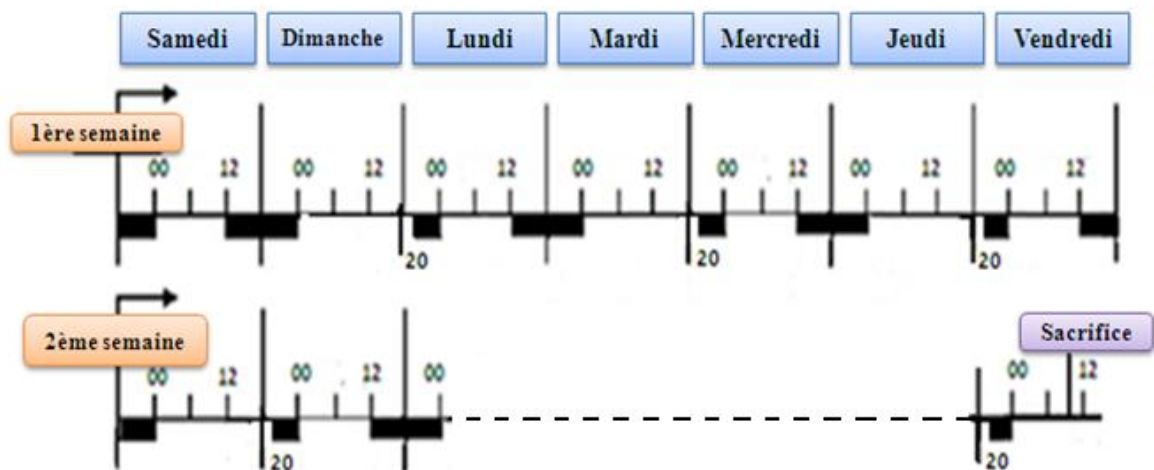 Samedi Dimanche Lundi Mardi Mercredi Jeudi Vendredi
1ère semaine
00 12 00 12 00 12 00 12 00 12 00 12 00 12
20 20 20
2ème semaine
Sacrifice
00 12 00 12 00 00 12
20 20